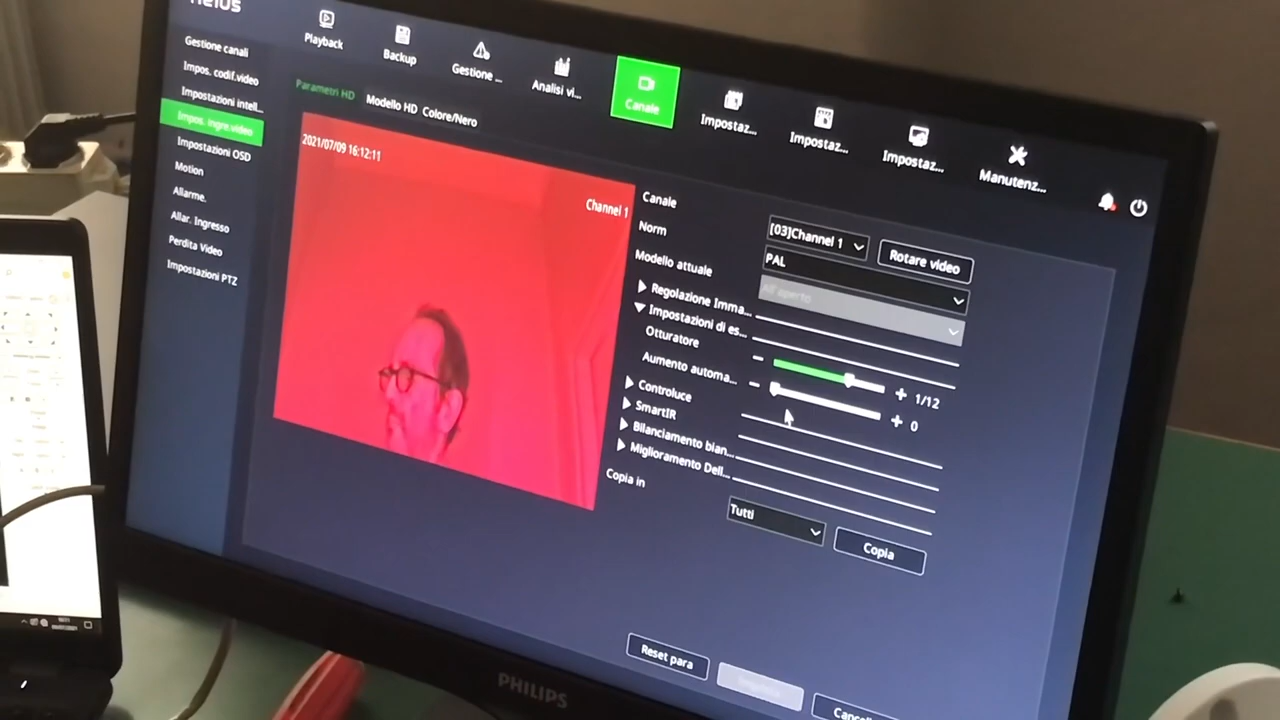 Playback
Backup
Gestione ...
Analisi vi...
Canale
Impostaz...
Impostaz...
Impostaz...
Manutenz...
Gestione canali
Impos. codif.video
Impostazioni intell...
Impos. ingre.video
Impostazioni OSD
Motion
Allarme.
Allar. Ingresso
Perdita Video
Impostazioni PTZ
Parametri HD
Modello HD
Colore/Nero
2021/07/09 16:12:11
Channel 1
Canale
[03]Channel 1
Rotare video
Norm
PAL
Modello attuale
All'aperto
Regolazione Imma...
Impostazioni di es...
Otturatore
1/12
Aumento automa...
0
Controluce
SmartIR
Bilanciamento bian...
Miglioramento Dell...
Copia in
Tutti
Copia
Reset para
PHILIPS